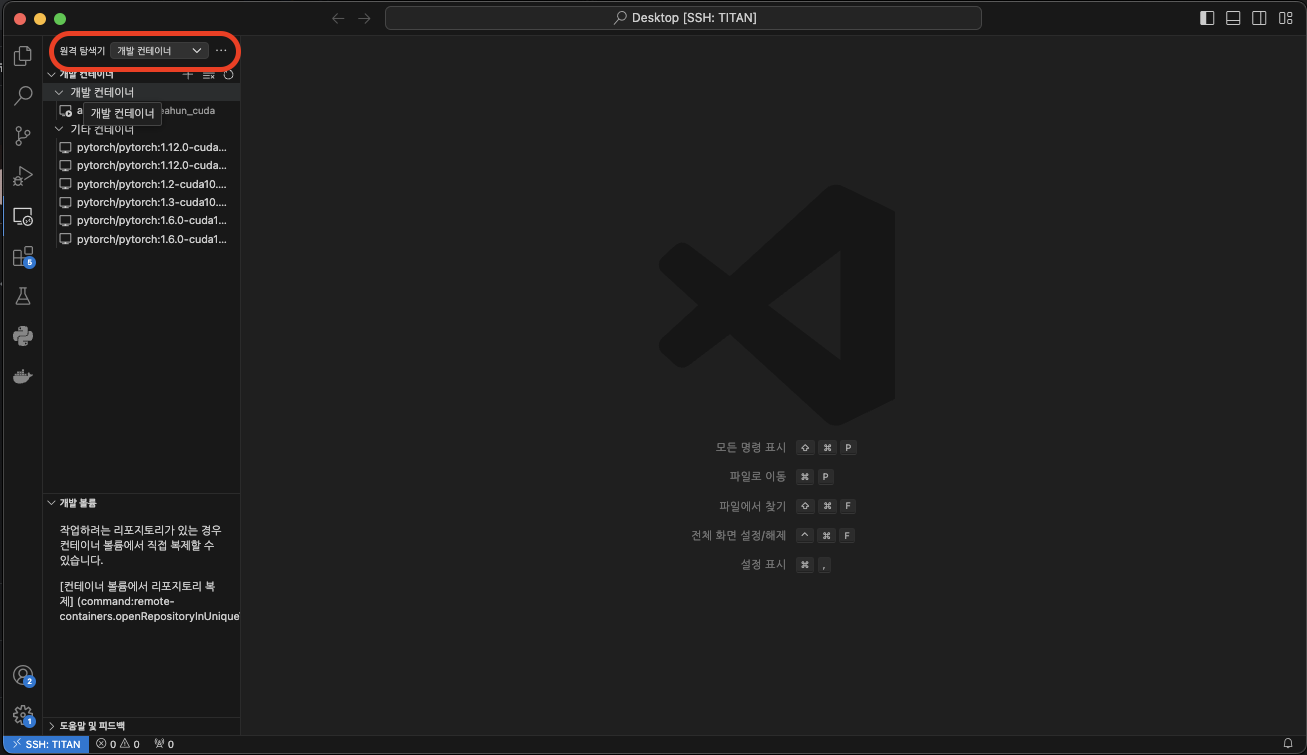 Desktop [SSH: TITAN]
원격 탐색기 개발 컨테이너
개발 컨테이너
개발 컨테이너
개발 컨테이너
eahun_cuda
기타 컨테이너
pytorch/pytorch:1.12.0-cuda...
pytorch/pytorch:1.12.0-cuda...
pytorch/pytorch:1.2-cuda10....
pytorch/pytorch:1.3-cuda10....
pytorch/pytorch:1.6.0-cuda1...
pytorch/pytorch:1.6.0-cuda1...
5
모든 명령 표시 ⇧ ⌘ P
파일로 이동 ⌘ P
파일에서 찾기 ⇧ ⌘ F
전체 화면 설정/해제 ^ ⌘ F
설정 표시 ⌘ ,
개발 볼륨
작업하려는 리포지토리가 있는 경우
컨테이너 볼륨에서 직접 복제할 수
있습니다.
[컨테이너 볼륨에서 리포지토리 복
제] (command:remote-
containers.openRepositoryInUnique
2
1
도움말 및 피드백
SSH: TITAN 0 0 0